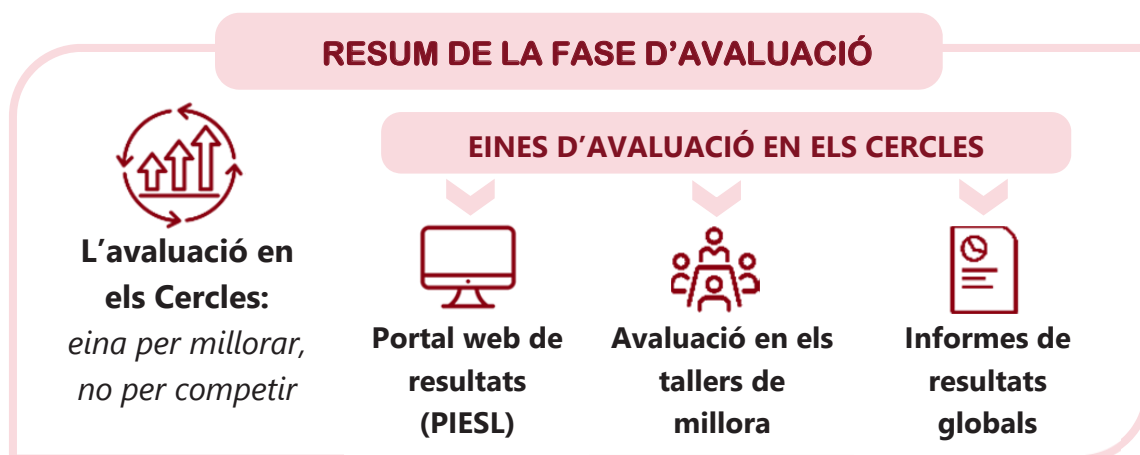 RESUM DE LA FASE D’AVALUACIÓ
L’avaluació en
els Cercles:
eina per millorar,
no per competir
EINES D’AVALUACIÓ EN ELS CERCLES
Portal web de
resultats
(PIESL)
Avaluació en els
tallers de
millora
Informes de
resultats
globals